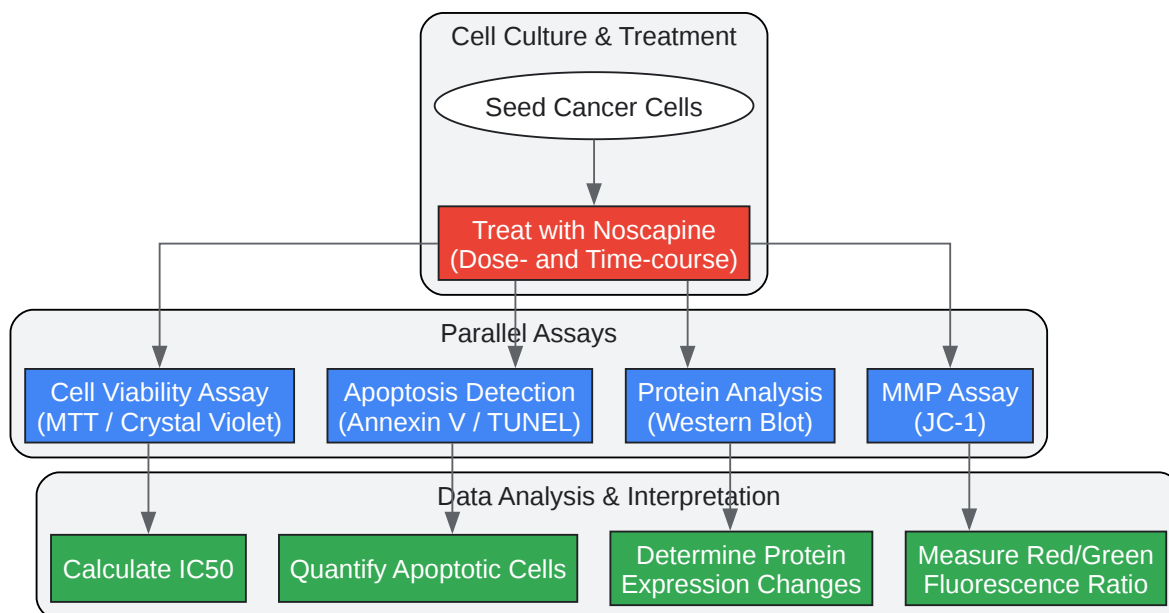 Cell Culture & Treatment
Seed Cancer Cells
Treat with Noscapine
(Dose- and Time-course)
Parallel Assays
Cell Viability Assay
(MTT / Crystal Violet)
Apoptosis Detection
(Annexin V / TUNEL)
Protein Analysis
(Western Blot)
MMP Assay
(JC-1)
Data Analysis & Interpretation
Calculate IC50
Quantify Apoptotic Cells
Determine Protein
Expression Changes
Measure Red/Green
Fluorescence Ratio